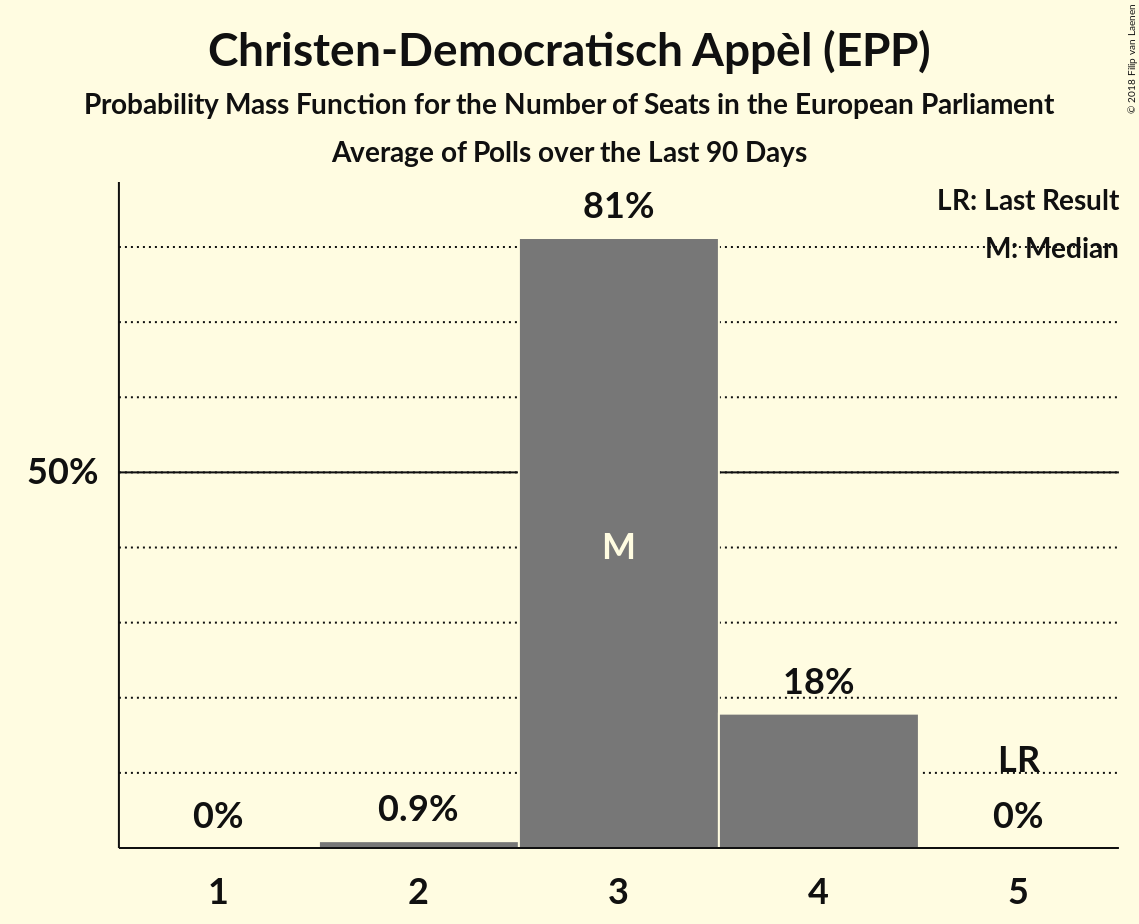 Christen-Democratisch Appèl (EPP)
Probability Mass Function for the Number of Seats in the European Parliament
Average of Polls over the Last 90 Days
© 2018 Filip van Laenen
LR: Last Result
M: Median
81%
50%
M
18%
LR
0%
0.9%
0%
1
2
3
4
5